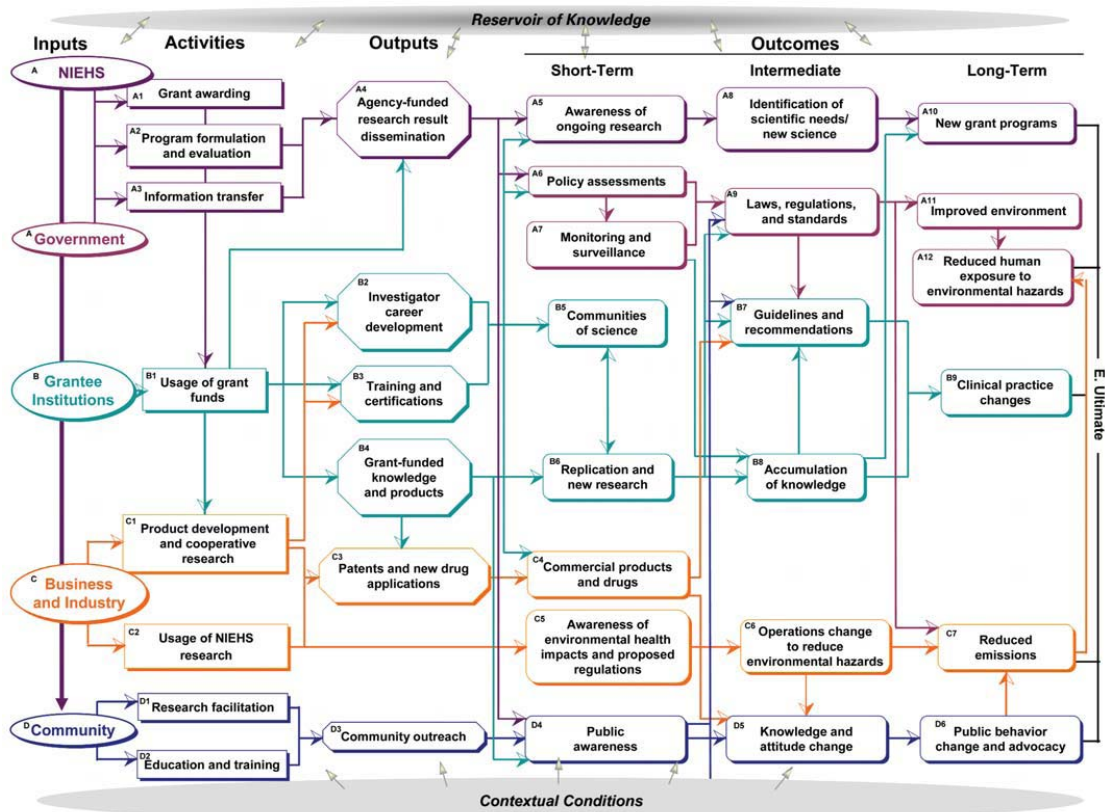 Reservoir of Knowledge
Inputs
Activities
Outputs
Outcomes
Short-Term
Intermediate
Long-Term
A
NIEHS
A1
Grant awarding
A2
Program formulation
and evaluation
A3
Information transfer
A
Government
A4
Agency-funded
research result
dissemination
A5
Awareness of
ongoing research
A6
Policy assessments
A7
Monitoring and
surveillance
A8
Identification of
scientific needs/
new science
A9
Laws, regulations,
and standards
A10
New grant programs
A11
Improved environment
A12
Reduced human
exposure to
environmental hazards
B
Grantee
Institutions
B1
Usage of grant
funds
B2
Investigator
career
development
B3
Training and
certifications
B4
Grant-funded
knowledge
and products
B5
Communities
of science
B6
Replication and
new research
B7
Guidelines and
recommendations
B8
Accumulation
of knowledge
B9
Clinical practice
changes
E. Ultimate
C
Business
and Industry
C1
Product development
and cooperative
research
C2
Usage of NIEHS
research
C3
Patents and new drug
applications
C4
Commercial products
and drugs
C5
Awareness of
environmental health
impacts and proposed
regulations
C6
Operations change
to reduce
environmental hazards
C7
Reduced
emissions
D
Community
D1
Research facilitation
D2
Education and training
D3
Community outreach
D4
Public
awareness
D5
Knowledge and
attitude change
D6
Public behavior
change and advocacy
Contextual Conditions